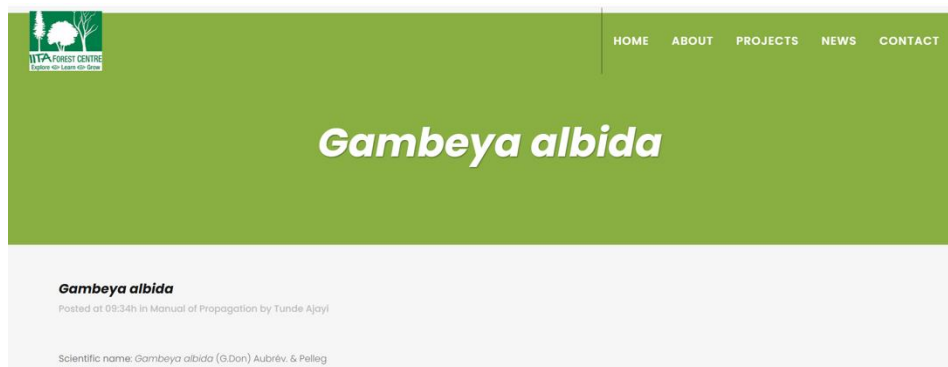 IITA FOREST CENTRE
Explore <<>> Learn <<>> Grow
HOME ABOUT PROJECTS NEWS CONTACT
Gambeya albida
Gambeya albida
Posted at 09:34h in Manual of Propagation by Tunde Ajayi
Scientific name: Gambeya albida (G.Don) Aubrév. & Pelleg